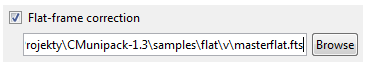 Flat-frame correction
rojekty\CMunipack-1.3\samples\flat\v\masterflat.fts Browse